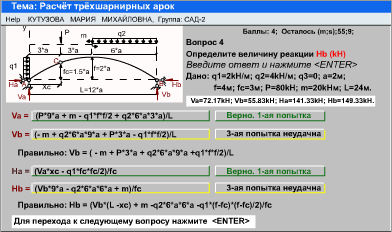 Тема: Расчёт трёхшарнирных арок
Help КУТУЗОВА МАРИЯ МИХАЙЛОВНА, Группа: САД-2
Баллы: 4; Осталось (m;s):55;9;
Вопрос 4
Определите величину реакции Hb (kH)
Введите ответ и нажмите <ENTER>
Дано: q1=2kH/м; q2=4kH/м; q3=0; a=2м;
f=4м; fc=3м; P=80kH; m=20kHм; L=24м.
Va=72.17kH; Vb=55.83kH; Ha=141.33kH; Hb=149.33kH.
y
P
m
q2
3*a
3*a
6*a
q1
C
fc=1.5*a
f=2*a
Ha
Xc
L=12*a
Hb
x
Va
Vb
Va = (P*9*a + m - q1*f*f/2 + q2*6*a*3*a)/L Верно. 1-ая попытка
Vb = (- m + q2*6*a*9*a + P*3*a - q1*f*f/2)/L 3-ая попытка неудачна
Правильно: Vb = ( - m + P*3*a + q2*6*a*9*a +q1*f*f/2)/L
Ha = (Va*xc - q1*fc*fc/2)/fc Верно. 1-ая попытка
Hb = (Vb*9*a - q2*6*a*6*a + m)/fc 3-ая попытка неудачна
Правильно: Hb = (Vb*(L -xc) + m -q2*6*a*6*a -q1*(f-fc)*(f-fc)/2)/fc
Для перехода к следующему вопросу нажмите <ENTER>